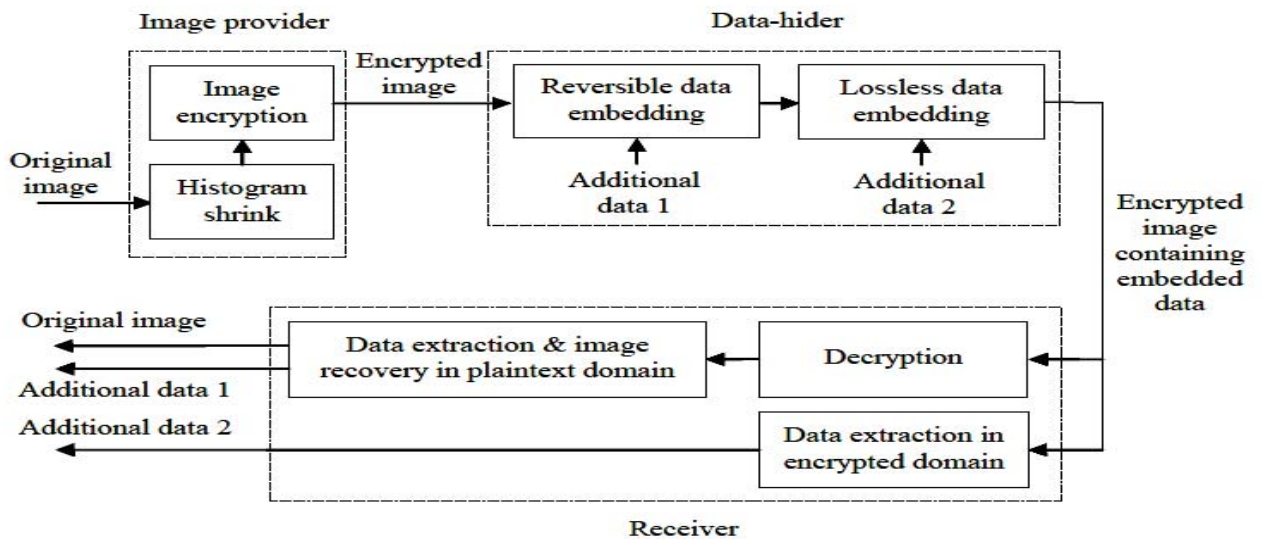 Image provider
Data-hider
Image
encryption
Encrypted
image
Reversible data
embedding
Lossless data
embedding
Original
image
Histogram
shrink
Additional
data 1
Additional
data 2
Encrypted
image
containing
embedded
data
Original image
Data extraction & image
recovery in plaintext domain
Decryption
Additional data 1
Additional data 2
Data extraction in
encrypted domain
Receiver